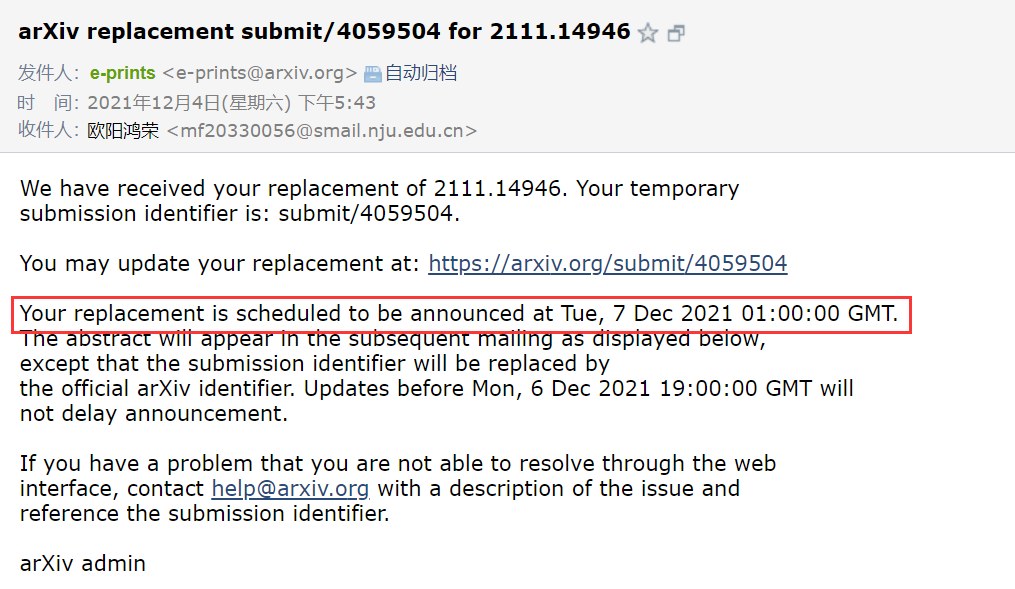 arXiv replacement submit/4059504 for 2111.14946
发件人: e-prints <e-prints@arxiv.org> 自动归档
时 间: 2021年12月4日(星期六) 下午5:43
收件人: 欧阳鸿荣 <mf20330056@smail.nju.edu.cn>
We have received your replacement of 2111.14946. Your temporary
submission identifier is: submit/4059504.
You may update your replacement at: https://arxiv.org/submit/4059504
Your replacement is scheduled to be announced at Tue, 7 Dec 2021 01:00:00 GMT.
The abstract will appear in the subsequent mailing as displayed below,
except that the submission identifier will be replaced by
the official arXiv identifier. Updates before Mon, 6 Dec 2021 19:00:00 GMT will
not delay announcement.
If you have a problem that you are not able to resolve through the web
interface, contact help@arxiv.org with a description of the issue and
reference the submission identifier.
arXiv admin